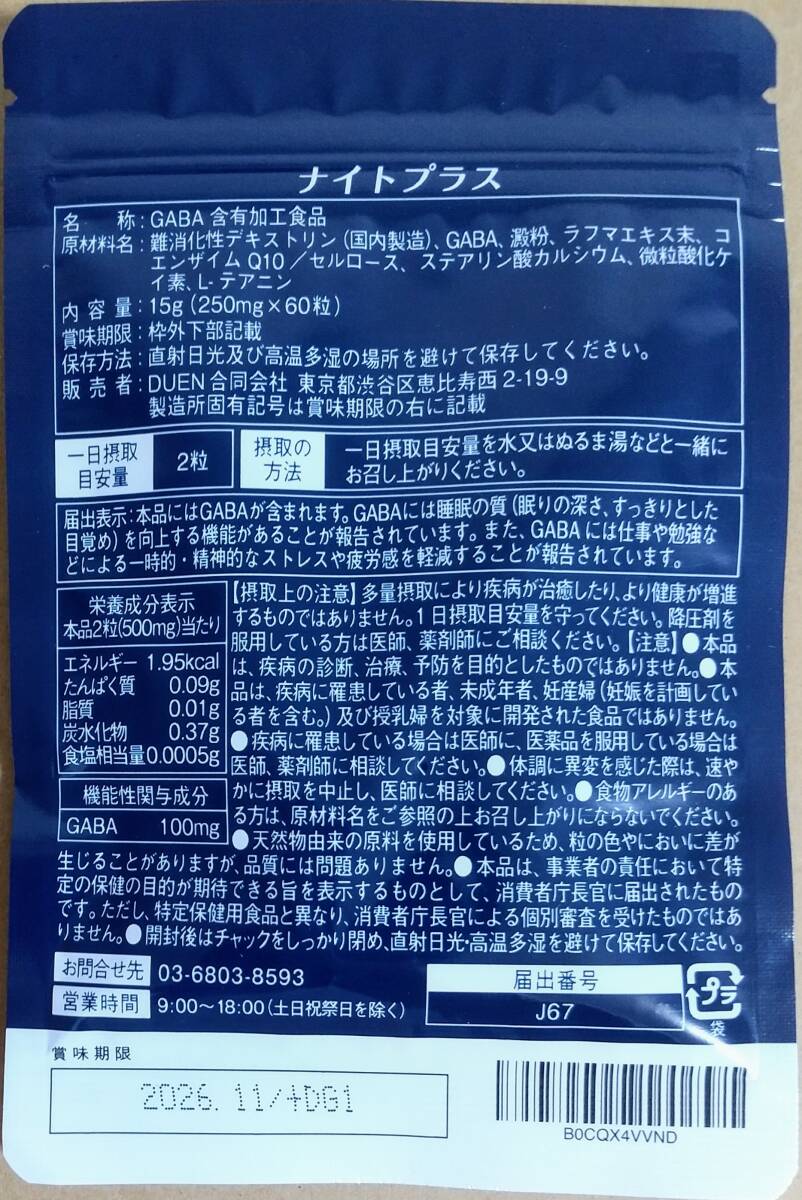 ナイトプラス
名　　称:GABA 含有加工食品
原材料名:難消化性デキストリン (国内製造)、GABA、澱粉、ラフマエキス末、コ
エンザイム Q10／セルロース、ステアリン酸カルシウム、微粒酸化ケ
イ素、L-テアニン
内 容 量:15g (250mg×60粒)
賞味期限:枠外下部記載
保存方法:直射日光及び高温多湿の場所を避けて保存してください。
販 売 者:DUEN合同会社 東京都渋谷区恵比寿西 2-19-9
製造所固有記号は賞味期限の右に記載
一日摂取
目安量
2粒
摂取の
方法
一日摂取目安量を水又はぬるま湯などと一緒に
お召し上がりください。
届出表示:本品にはGABAが含まれます。GABAには睡眠の質 (眠りの深さ、すっきりとした
目覚め) を向上する機能があることが報告されています。また、GABA には仕事や勉強な
どによる一時的・精神的なストレスや疲労感を軽減することが報告されています。
栄養成分表示
本品2粒(500mg)当たり
エネルギー 1.95kcal
たんぱく質 0.09g
脂質 0.01g
炭水化物 0.37g
食塩相当量 0.0005g
機能性関与成分
GABA 100mg
【摂取上の注意】多量摂取により疾病が治癒したり、より健康が増進
するものではありません。1 日摂取目安量を守ってください。降圧剤を
服用している方は医師、薬剤師にご相談ください。【注意】●本品
は、疾病の診断、治療、予防を目的としたものではありません。●本
品は、疾病に罹患している者、未成年者、妊産婦 (妊娠を計画してい
る者を含む。) 及び授乳婦を対象に開発された食品ではありません。
●疾病に罹患している場合は医師に、医薬品を服用している場合は
医師、薬剤師に相談してください。●体調に異変を感じた際は、速や
かに摂取を中止し、医師に相談してください。●食物アレルギーのあ
る方は、原材料名をご参照の上お召し上がりにならないでください。
●天然物由来の原料を使用しているため、粒の色やにおいに差が
生じることがありますが、品質には問題ありません。●本品は、事業者の責任において特
定の保健の目的が期待できる旨を表示するものとして、消費者庁長官に届出されたもの
です。ただし、特定保健用食品と異なり、消費者庁長官による個別審査を受けたものではあ
りません。●開封後はチャックをしっかり閉め、直射日光・高温多湿を避けて保存してください。
お問合せ先 03-6803-8593
営業時間 9:00～18:00 (土日祝祭日を除く)
届出番号
J67
プラ
袋
賞味期限
2026. 11/+DG1
B0CQX4VVND